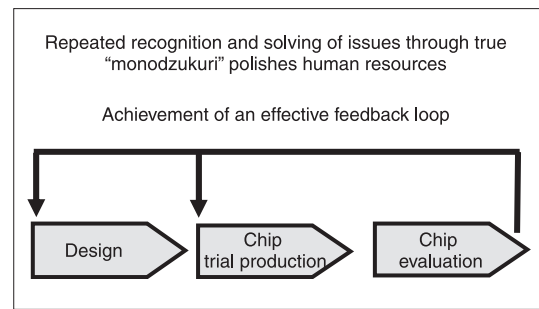 Repeated recognition and solving of issues through true
“monodzukuri” polishes human resources
Achievement of an effective feedback loop
Design
Chip
trial production
Chip
evaluation